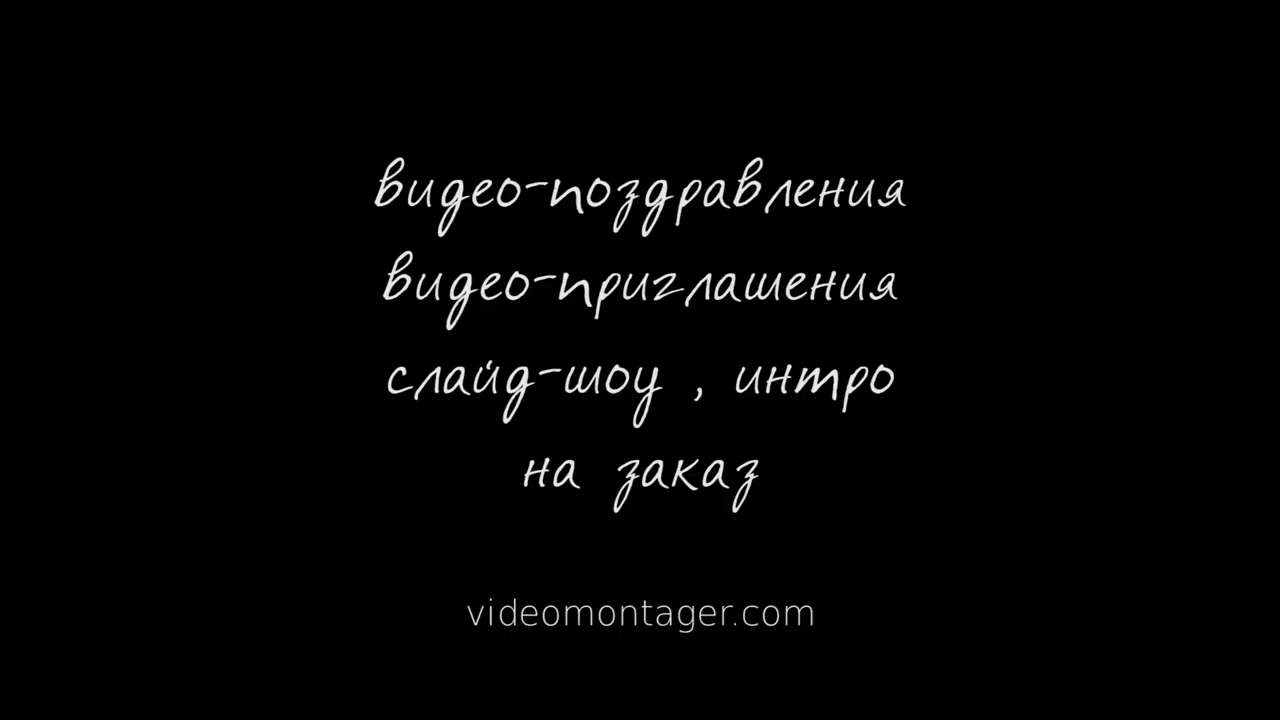 видео-поздравления
видео-приглашения
слайд-шоу , интро
на заказ
videomontager.com